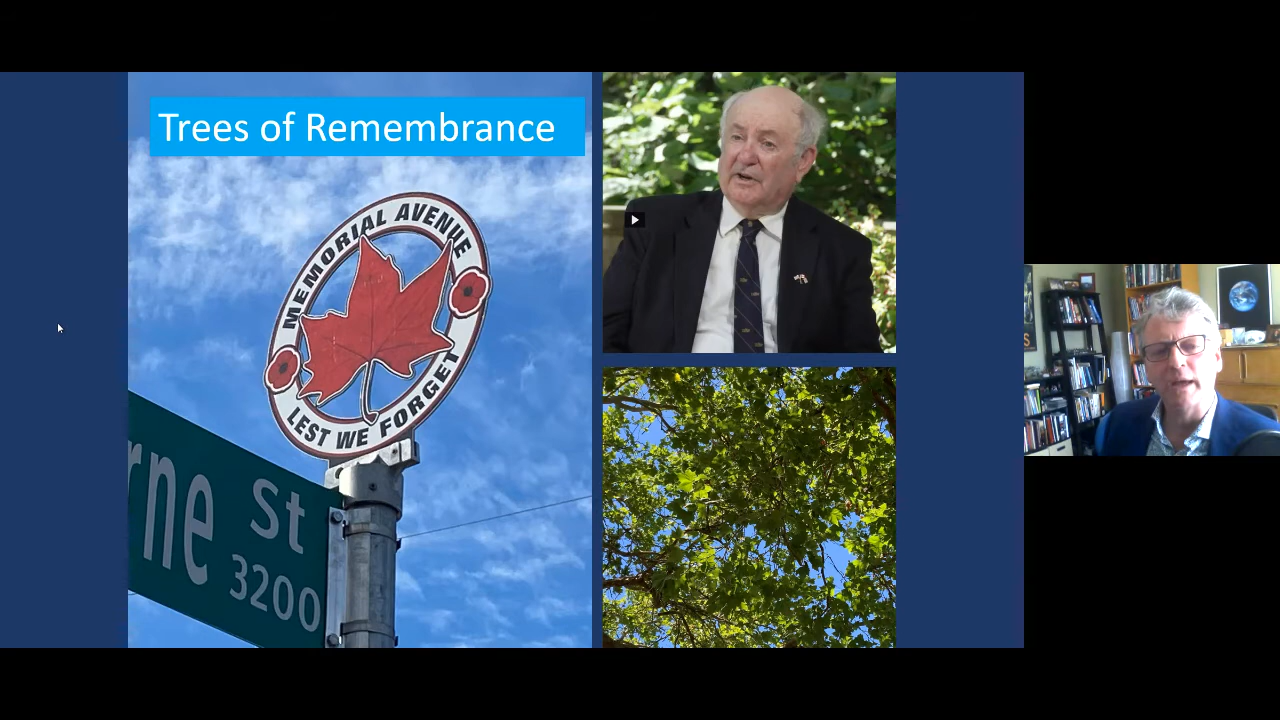 Trees of Remembrance
MEMORIAL AVENUE
LEST WE FORGET
rne St
3200